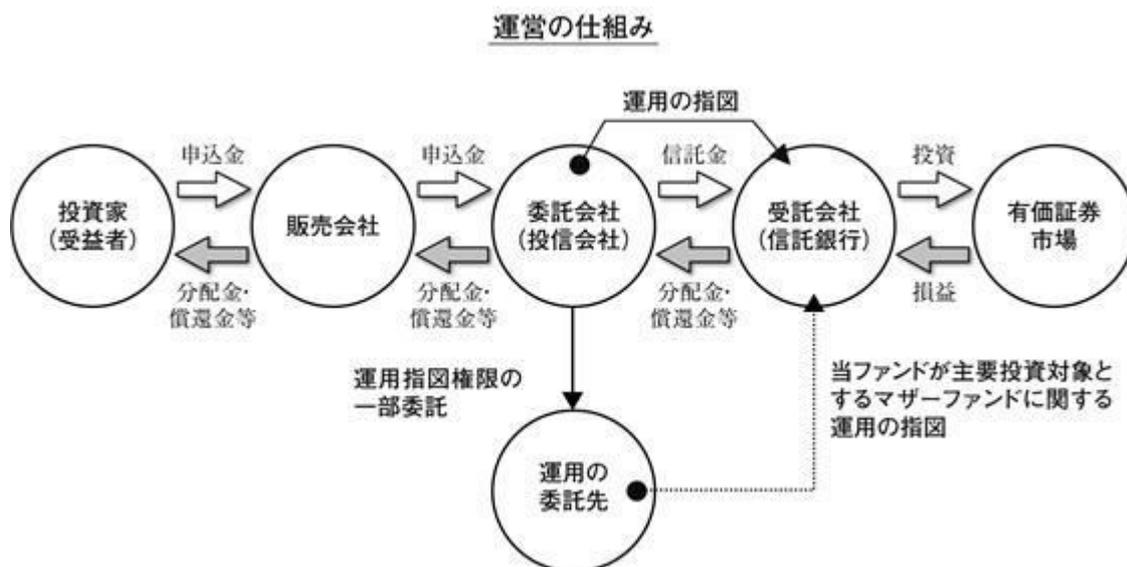 運営の仕組み
運用の指図
申込金
申込金
信託金
投資
投資家
(受益者)
販売会社
委託会社
(投信会社)
受託会社
(信託銀行)
有価証券
市場
分配金・
償還金等
分配金・
償還金等
分配金・
償還金等
損益
運用指図権限の
一部委託
当ファンドが主要投資対象と
するマザーファンドに関する
運用の指図
運用の
委託先